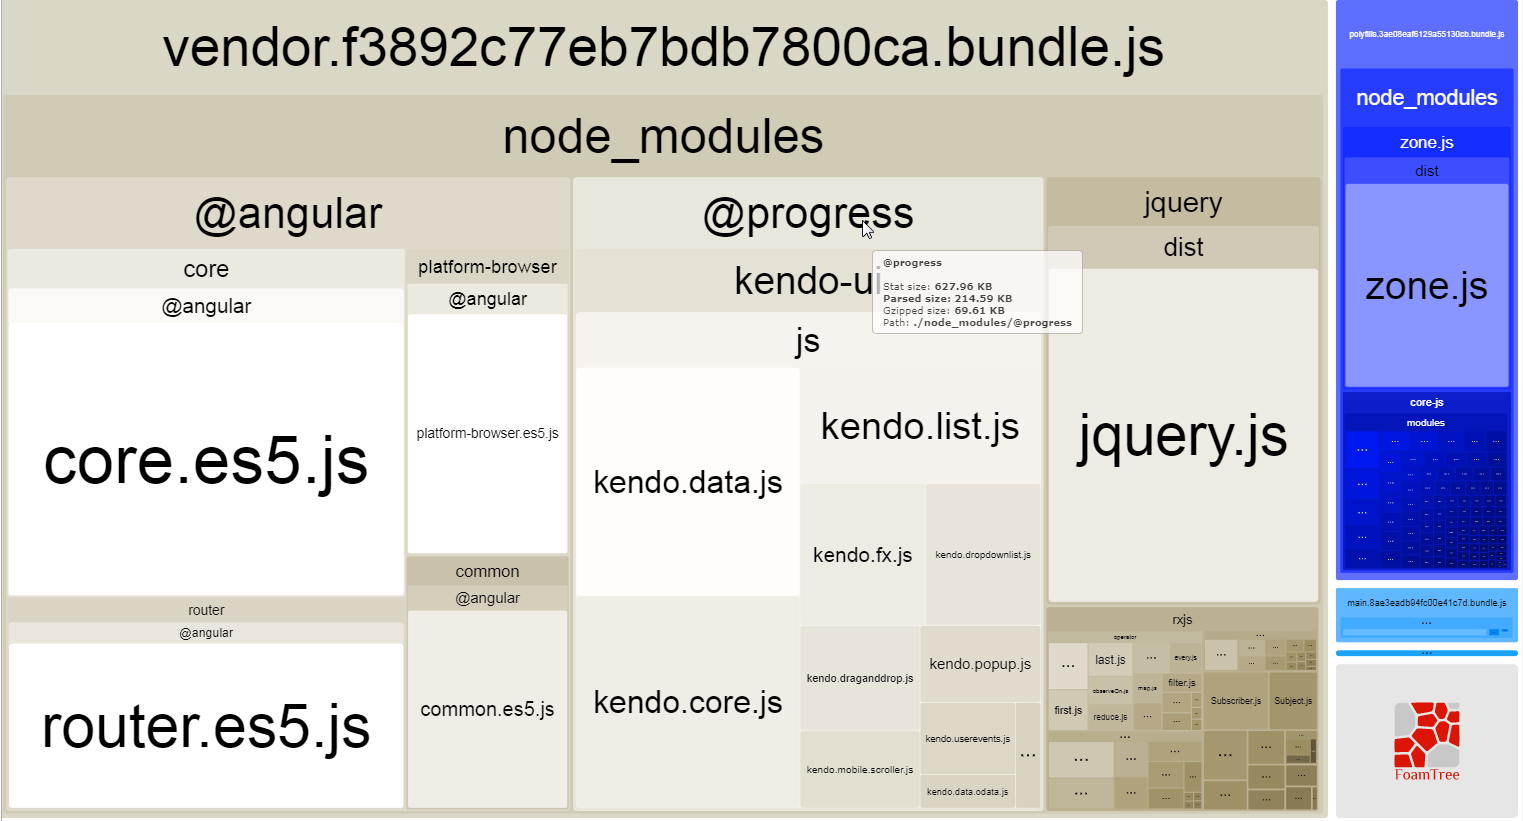 vendor.f3892c77eb7bdb7800ca.bundle.js
node_modules
@angular
core
@angular
core.es5.js
router
@angular
router.es5.js
platform-browser
@angular
platform-browser.es5.js
common
@angular
common.es5.js
@progress
kendo-ui
js
kendo.data.js
kendo.core.js
kendo.list.js
kendo.fx.js
kendo.dropdownlist.js
kendo.draganddrop.js
kendo.popup.js
kendo.mobile.scroller.js
kendo.userevents.js
kendo.data.odata.js
...
@progress
Stat size: 627.96 KB
Parsed size: 214.59 KB
Gzipped size: 69.61 KB
Path: ./node_modules/@progress
jquery
dist
jquery.js
rxjs
operator
...
last.js
...
every.js
observeOn.js
map.js
filter.js
first.js
reduce.js
...
Subscriber.js
Subject.js
polyfills.3ae08eaf6129a55130cb.bundle.js
node_modules
zone.js
dist
zone.js
core-js
modules
main.8ae3eadb94fc00e41c7d.bundle.js
...
...
FoamTree